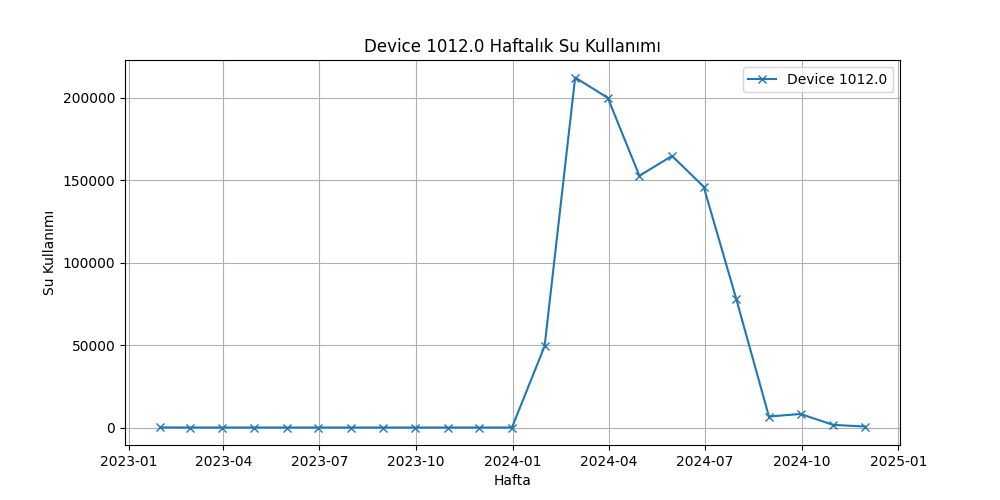 Device 1012.0 Haftalık Su Kullanımı
Device 1012.0
Su Kullanımı
200000
150000
100000
50000
0
2023-01 2023-04 2023-07 2023-10 2024-01 2024-04 2024-07 2024-10 2025-01
Hafta